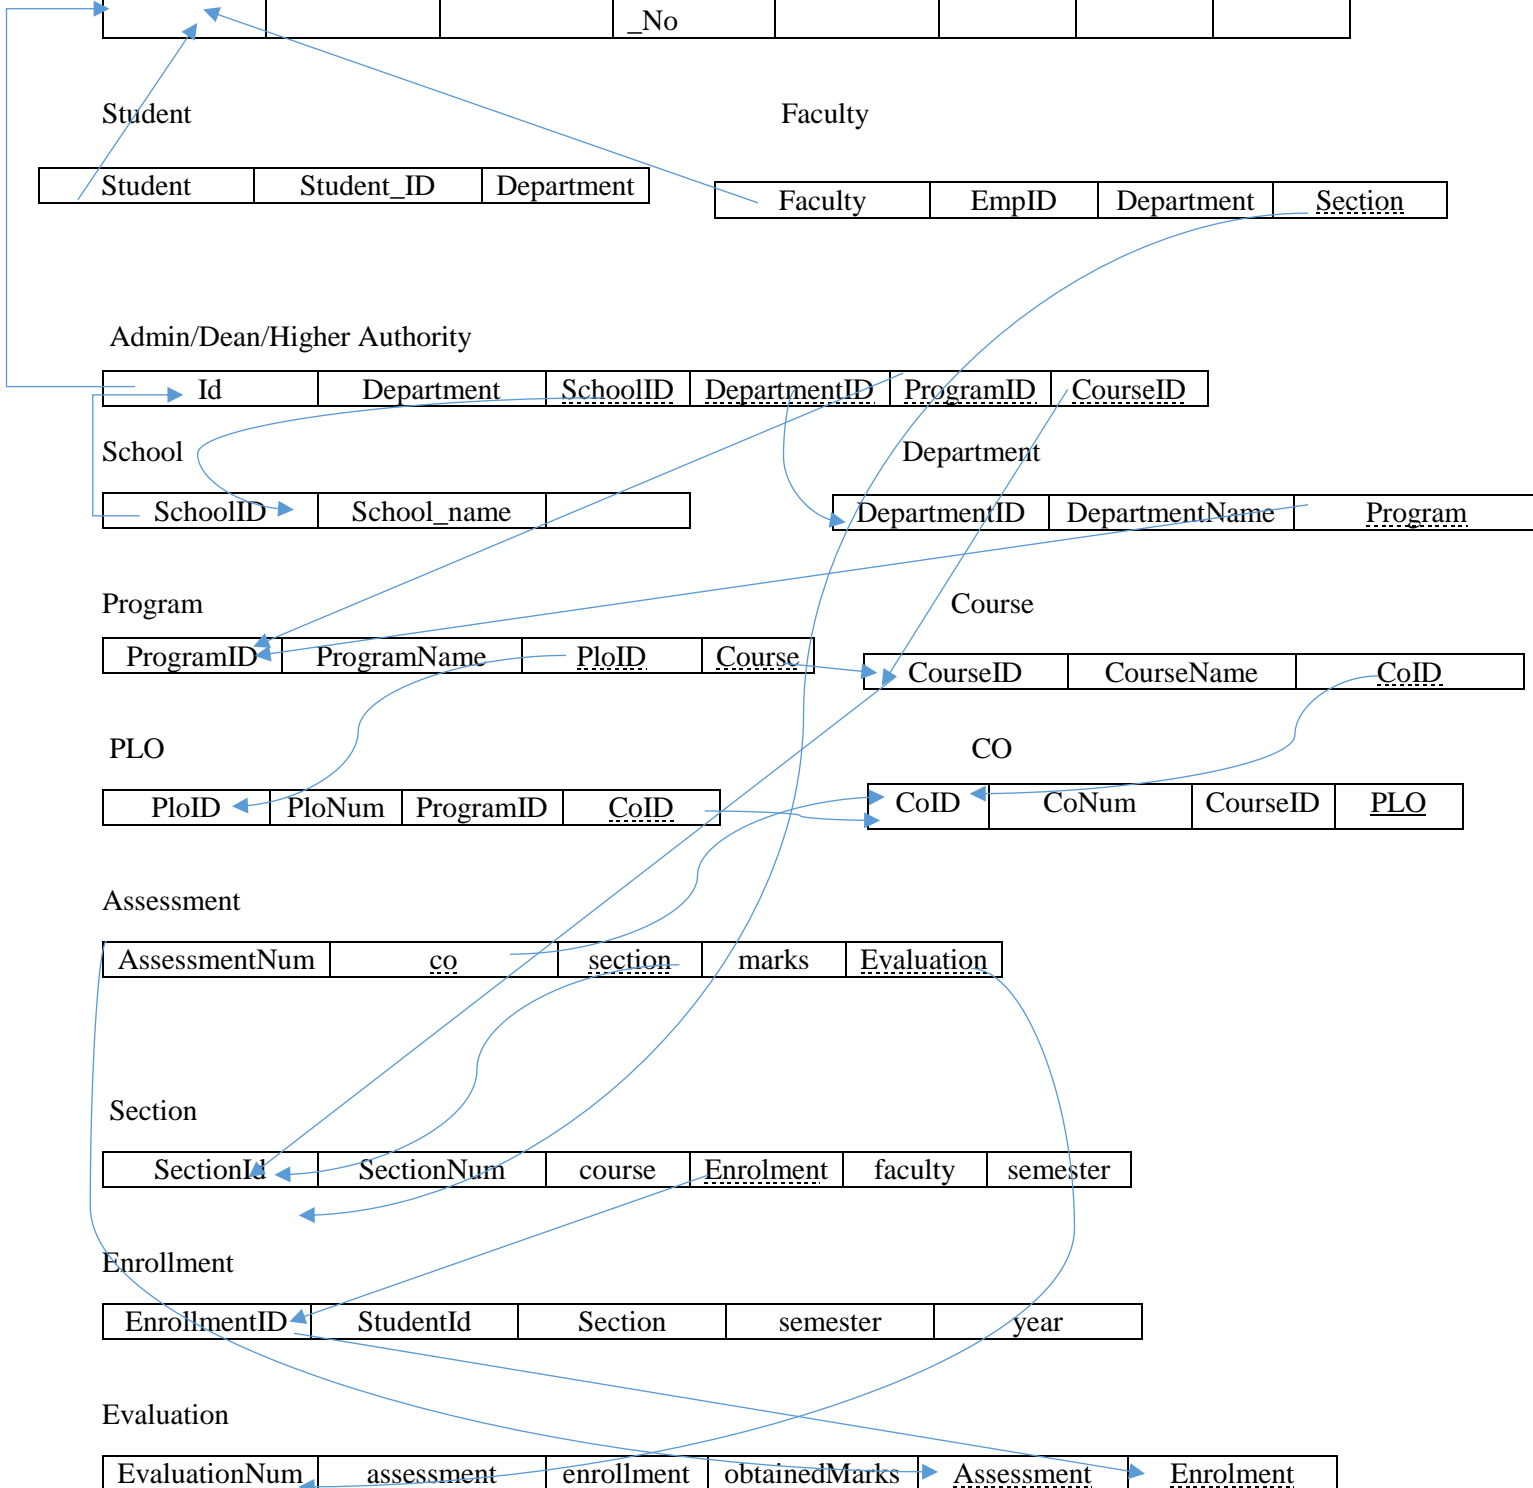 _No
Student Faculty
Student Student_ID Department
Faculty EmpID Department Section
Admin/Dean/Higher Authority
Id Department SchoolID DepartmentID ProgramID CourseID
School Department
SchoolID School_name
DepartmentID DepartmentName Program
Program Course
ProgramID ProgramName PloID Course
CourseID CourseName CoID
PLO CO
PloID PloNum ProgramID CoID
CoID CoNum CourseID PLO
Assessment
AssessmentNum co section marks Evaluation
Section
SectionId SectionNum course Enrolment faculty semester
Enrollment
EnrollmentID StudentId Section semester year
Evaluation
EvaluationNum assessment enrollment obtainedMarks Assessment Enrolment